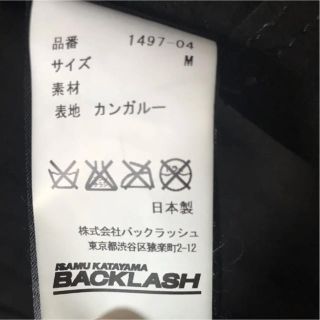 品番 1497-04
サイズ M
素材
表地 カンガルー
日本製
株式会社バックラッシュ
東京都渋谷区猿楽町2-12
ISAMU KATAYAMA
BACKLASH